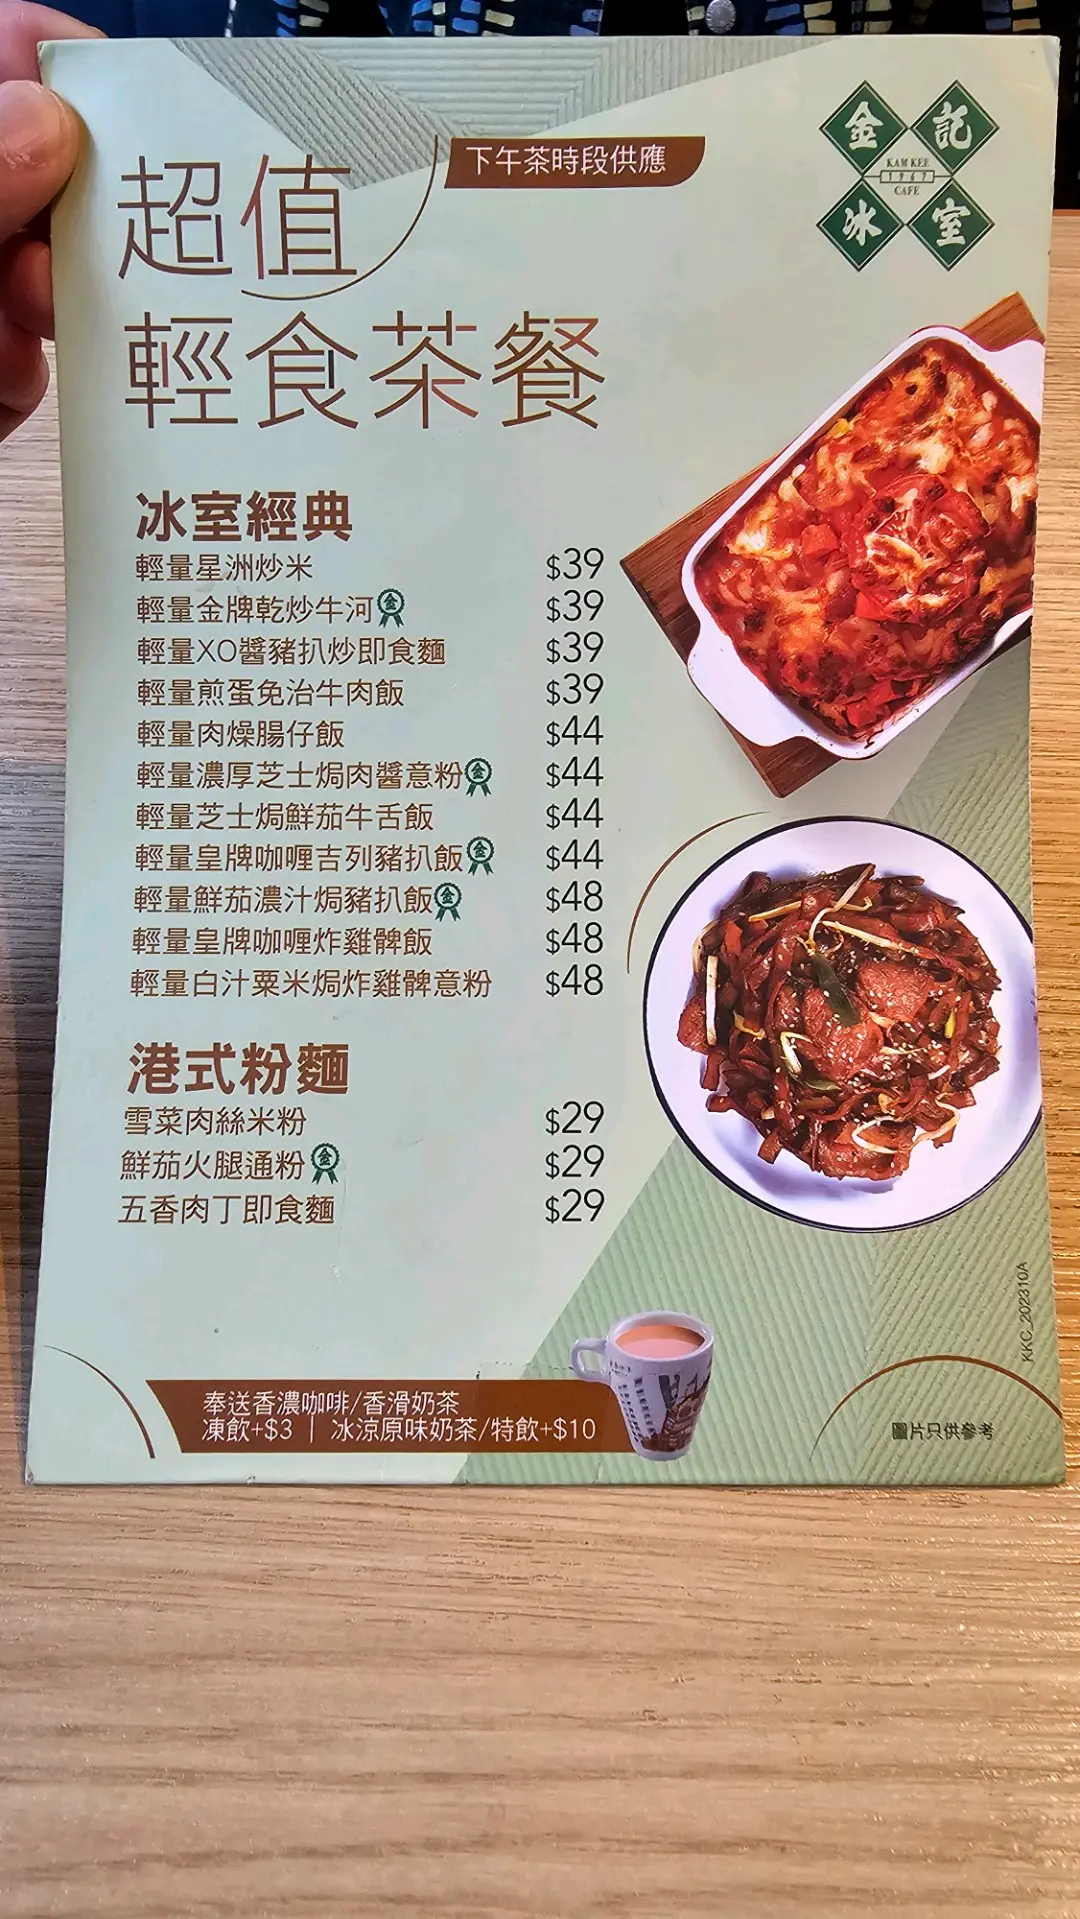 下午茶時段供應
金記
KAM KEE
1967
CAFE
冰室
超值
輕食茶餐
冰室經典
輕量星洲炒米 $39
輕量金牌乾炒牛河 金 $39
輕量XO醬豬扒炒即食麵 $39
輕量煎蛋免治牛肉飯 $39
輕量肉燥腸仔飯 $44
輕量濃厚芝士焗肉醬意粉 金 $44
輕量芝士焗鮮茄牛舌飯 $44
輕量皇牌咖喱吉列豬扒飯 金 $44
輕量鮮茄濃汁焗豬扒飯 金 $48
輕量皇牌咖喱炸雞髀飯 $48
輕量白汁粟米焗炸雞髀意粉 $48
港式粉麵
雪菜肉絲米粉 $29
鮮茄火腿通粉 金 $29
五香肉丁即食麵 $29
KKC_202310A
奉送香濃咖啡/香滑奶茶
凍飲+$3 | 冰涼原味奶茶/特飲+$10
圖片只供參考